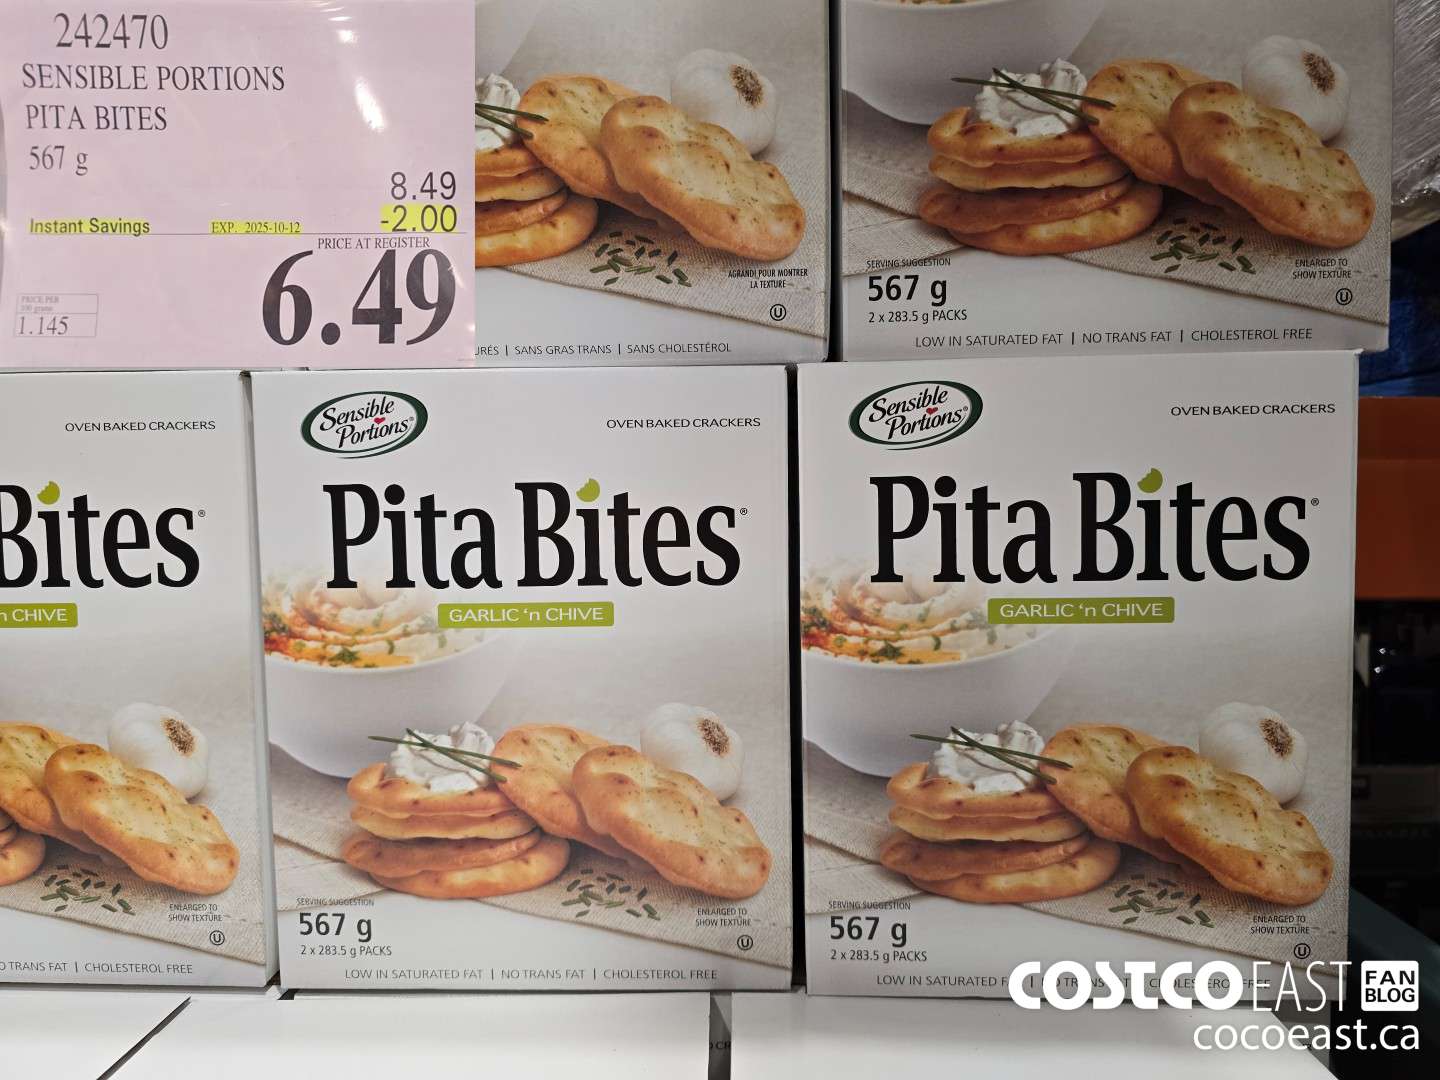 242470
SENSIBLE PORTIONS
PITA BITES
567 g
8.49
Instant Savings EXP. 2025-10-12 -2.00
PRICE AT REGISTER
6.49
PRICE PER
100 grams
1.145
AGRANDI POUR MONTRER
LA TEXTURE
U
URÉS | SANS GRAS TRANS | SANS CHOLESTÉROL
SERVING SUGGESTION
567 g
2 x 283.5 g PACKS
ENLARGED TO
SHOW TEXTURE
U
LOW IN SATURATED FAT | NO TRANS FAT | CHOLESTEROL FREE
OVEN BAKED CRACKERS
Bites®
'n CHIVE
ENLARGED TO
SHOW TEXTURE
U
O TRANS FAT | CHOLESTEROL FREE
Sensible
Portions®
OVEN BAKED CRACKERS
Pita Bites®
GARLIC 'n CHIVE
SERVING SUGGESTION
567 g
2 x 283.5 g PACKS
ENLARGED TO
SHOW TEXTURE
U
LOW IN SATURATED FAT | NO TRANS FAT | CHOLESTEROL FREE
Sensible
Portions®
OVEN BAKED CRACKERS
Pita Bites®
GARLIC 'n CHIVE
SERVING SUGGESTION
567 g
2 x 283.5 g PACKS
ENLARGED TO
SHOW TEXTURE
U
LOW IN SATURATED
COSTCO EAST FAN
BLOG
cocoeast.ca